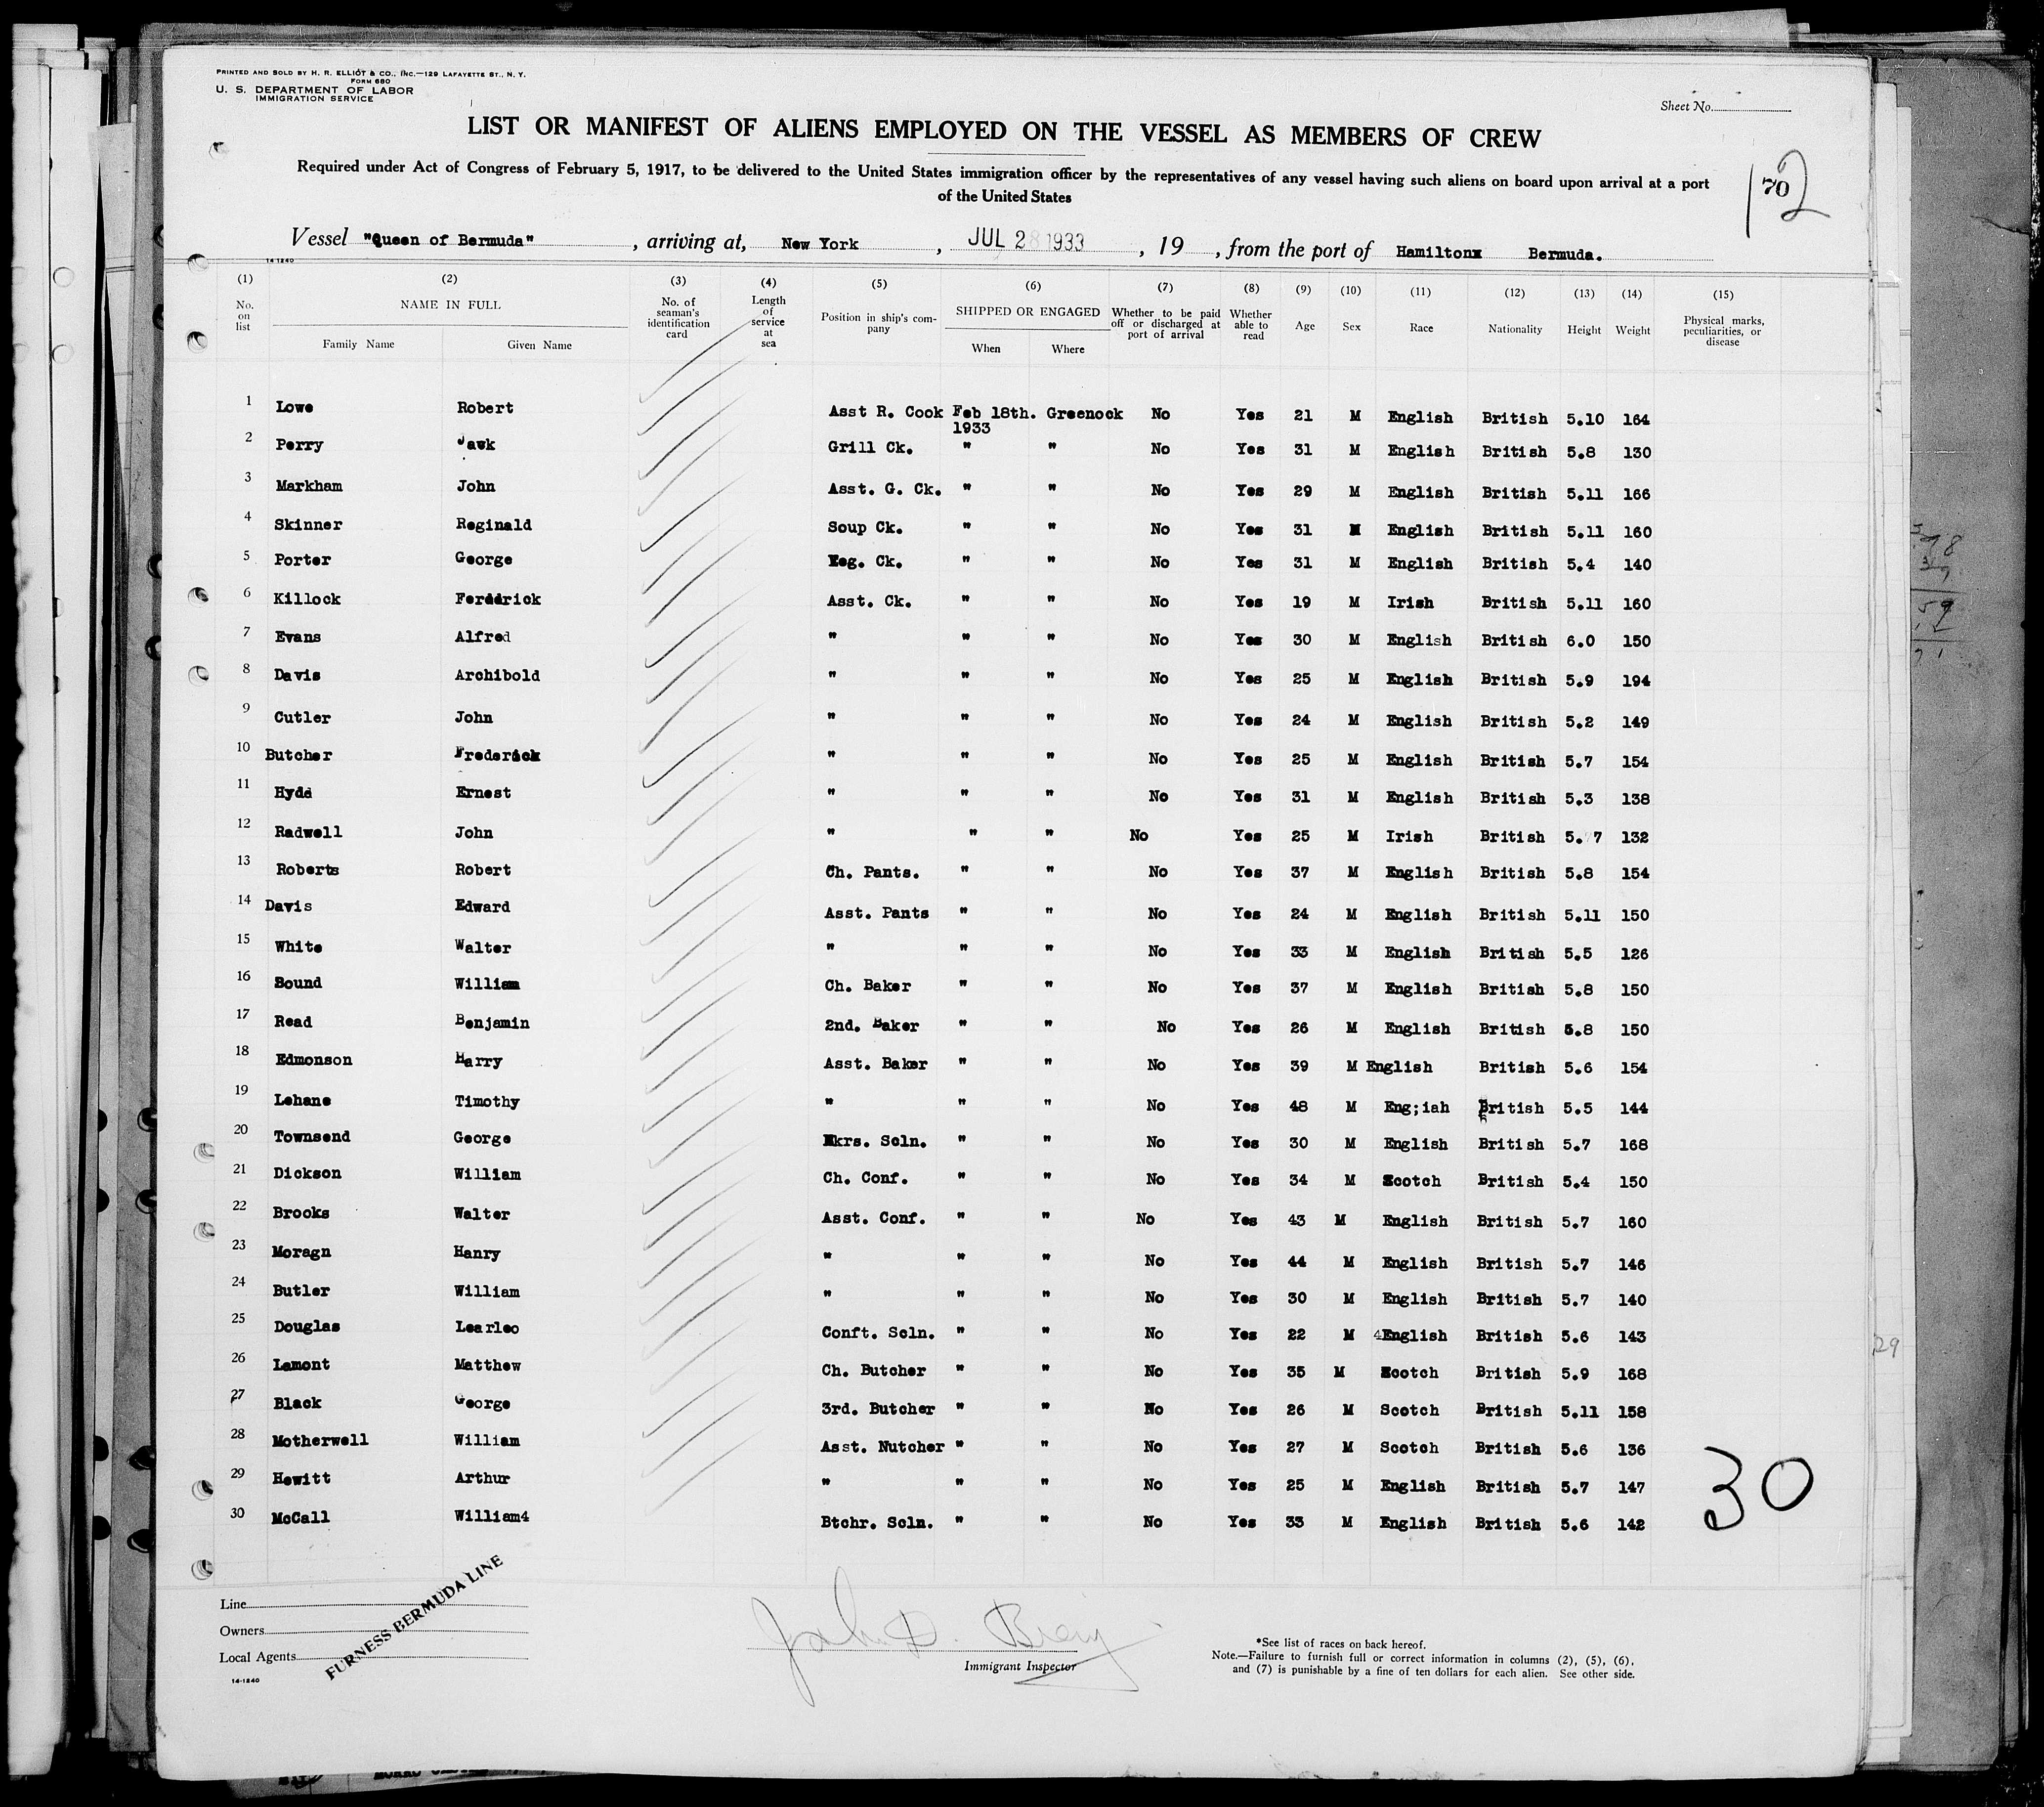 PRINTED AND SOLD BY H. R. ELLIOT & CO., INC.—129 LAFAYETTE ST., N. Y.
FORM 680
U. S. DEPARTMENT OF LABOR
IMMIGRATION SERVICE
Sheet No.
LIST OR MANIFEST OF ALIENS EMPLOYED ON THE VESSEL AS MEMBERS OF CREW
Required under Act of Congress of February 5, 1917, to be delivered to the United States immigration officer by the representatives of any vessel having such aliens on board upon arrival at a port
of the United States
70
Vessel "Queen of Bermuda", arriving at, New York, JUL 28 1933, 19 , from the port of Hamiltonx Bermuda.
14-1240
(1) (2) (3) (4) (5) (6) (7) (8) (9) (10) (11) (12) (13) (14) (15)
No. on list NAME IN FULL Family Name Given Name No. of seaman's identification card Length of service at sea Position in ship's company SHIPPED OR ENGAGED When Where Whether to be paid off or discharged at port of arrival Whether able to read Age Sex Race Nationality Height Weight Physical marks, peculiarities, or disease
1 Lowe Robert Asst R. Cook Feb 18th. 1933 Greenock No Yes 21 M English British 5.10 164
2 Perry Jawk Grill Ck. " " No Yes 31 M English British 5.8 130
3 Markham John Asst. G. Ck. " " No Yes 29 M English British 5.11 166
4 Skinner Reginald Soup Ck. " " No Yes 31 M English British 5.11 160
5 Porter George Veg. Ck. " " No Yes 31 M English British 5.4 140
6 Killock Ferddrick Asst. Ck. " " No Yes 19 M Irish British 5.11 160
7 Evans Alfred " " " No Yes 30 M English British 6.0 150
8 Davis Archibold " " " No Yes 25 M English British 5.9 194
9 Cutler John " " " No Yes 24 M English British 5.2 149
10 Butcher Frederick " " " No Yes 25 M English British 5.7 154
11 Hydd Ernest " " " No Yes 31 M English British 5.3 138
12 Radwell John " " " No Yes 25 M Irish British 5.7 132
13 Roberts Robert Ch. Pants. " " No Yes 37 M English British 5.8 154
14 Davis Edward Asst. Pants " " No Yes 24 M English British 5.11 150
15 White Walter " " " No Yes 33 M English British 5.5 126
16 Bound William Ch. Baker " " No Yes 37 M English British 5.8 150
17 Read Benjamin 2nd. Baker " " No Yes 26 M English British 5.8 150
18 Edmonson Harry Asst. Baker " " No Yes 39 M English British 5.6 154
19 Lehane Timothy " " " No Yes 48 M Eng;iah British 5.5 144
20 Townsend George Bkrs. Scln. " " No Yes 30 M English British 5.7 168
21 Dickson William Ch. Conf. " " No Yes 34 M Scotch British 5.4 150
22 Brooks Walter Asst. Conf. " " No Yes 43 M English British 5.7 160
23 Moragn Hanry " " " No Yes 44 M English British 5.7 146
24 Butler William " " " No Yes 30 M English British 5.7 140
25 Douglas Learleo Conft. Scln. " " No Yes 22 M 4English British 5.6 143
26 Lamont Matthew Ch. Butcher " " No Yes 35 M Scotch British 5.9 168
27 Black George 3rd. Butcher " " No Yes 26 M Scotch British 5.11 158
28 Motherwell William Asst. Nutcher " " No Yes 27 M Scotch British 5.6 136
29 Hewitt Arthur " " " No Yes 25 M English British 5.7 147
30 McCall William4 Btchr. Scln. " " No Yes 33 M English British 5.6 142
30
Line
Owners
Local Agents
FURNESS BERMUDA LINE
14-1240
John D.
Immigrant Inspector
*See list of races on back hereof.
Note.—Failure to furnish full or correct information in columns (2), (5), (6),
and (7) is punishable by a fine of ten dollars for each alien. See other side.
29